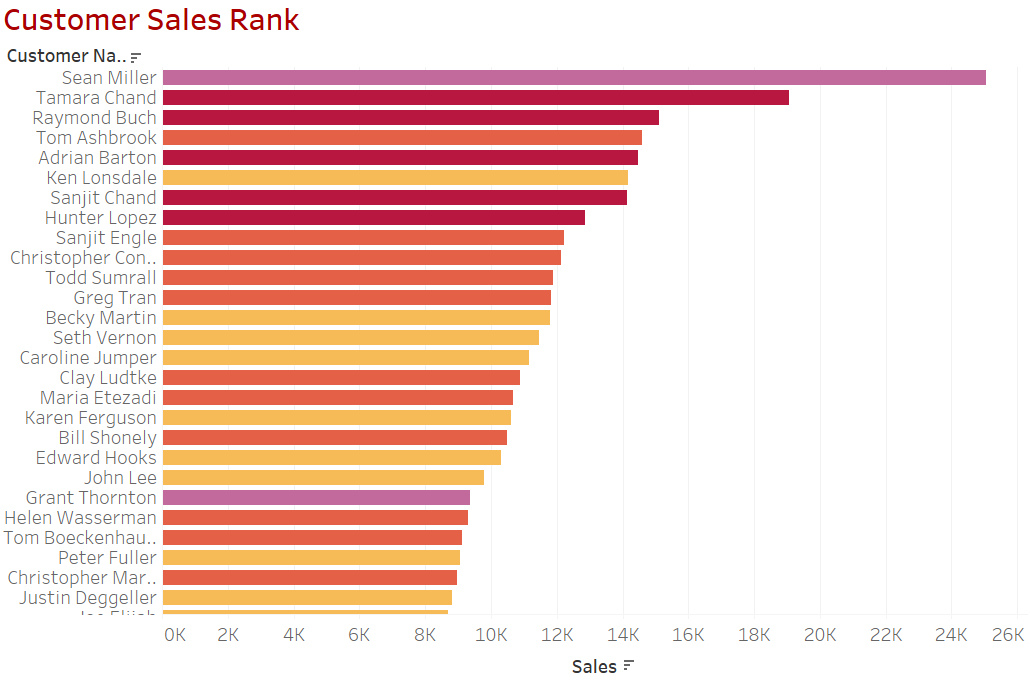 Customer Sales Rank
Customer Na..
Sean Miller
Tamara Chand
Raymond Buch
Tom Ashbrook
Adrian Barton
Ken Lonsdale
Sanjit Chand
Hunter Lopez
Sanjit Engle
Christopher Con..
Todd Sumrall
Greg Tran
Becky Martin
Seth Vernon
Caroline Jumper
Clay Ludtke
Maria Etezadi
Karen Ferguson
Bill Shonely
Edward Hooks
John Lee
Grant Thornton
Helen Wasserman
Tom Boeckenhau..
Peter Fuller
Christopher Mar..
Justin Deggeller
0K 2K 4K 6K 8K 10K 12K 14K 16K 18K 20K 22K 24K 26K
Sales